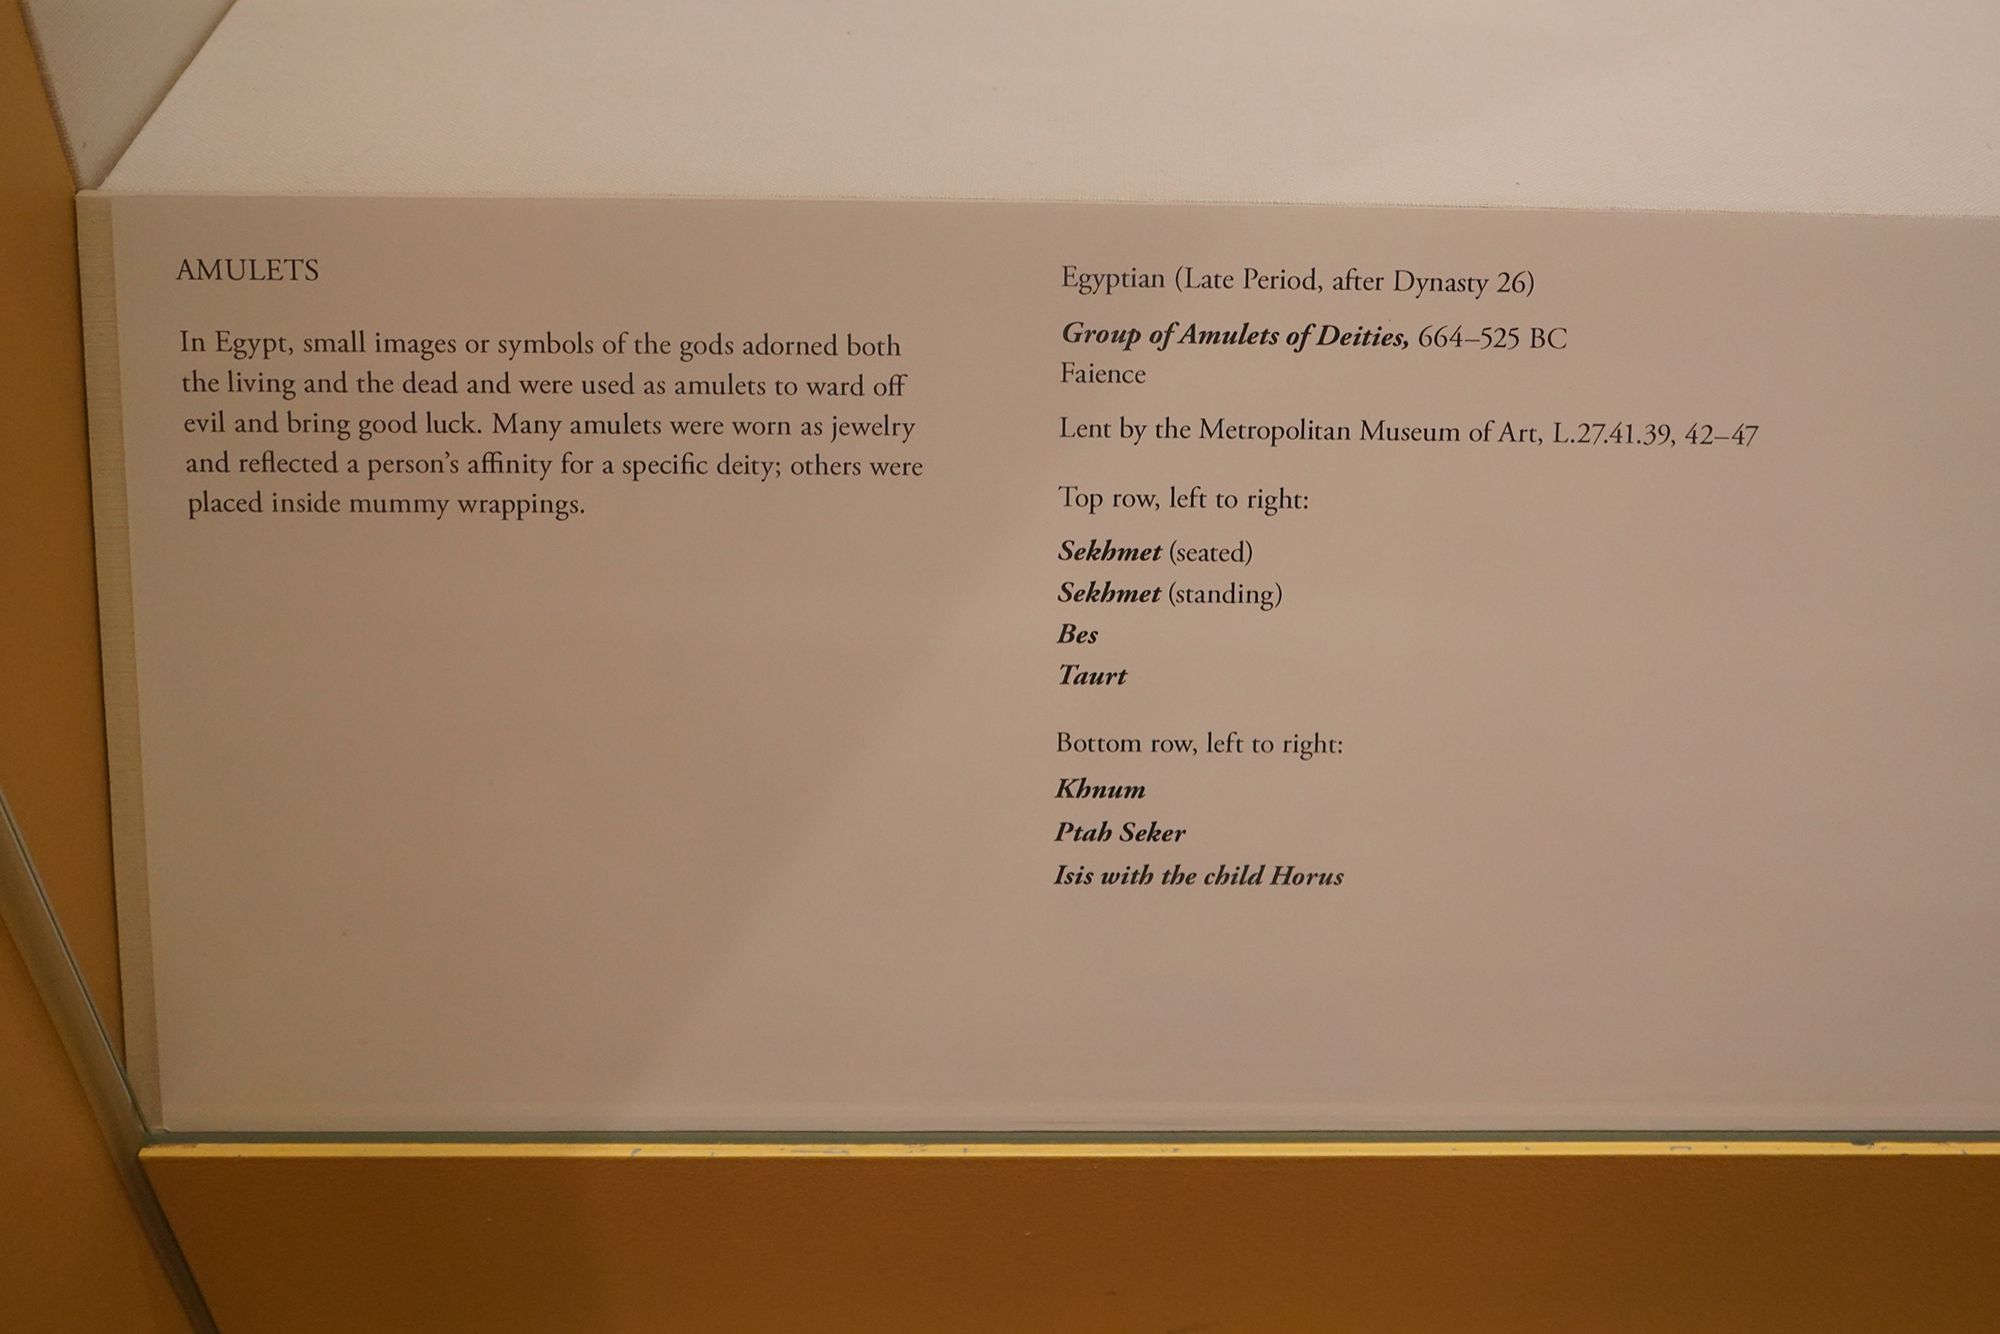 AMULETS
In Egypt, small images or symbols of the gods adorned both
the living and the dead and were used as amulets to ward off
evil and bring good luck. Many amulets were worn as jewelry
and reflected a person's affinity for a specific deity; others were
placed inside mummy wrappings.
Egyptian (Late Period, after Dynasty 26)
Group of Amulets of Deities, 664–525 BC
Faience
Lent by the Metropolitan Museum of Art, L.27.41.39, 42–47
Top row, left to right:
Sekhmet (seated)
Sekhmet (standing)
Bes
Taurt
Bottom row, left to right:
Khnum
Ptah Seker
Isis with the child Horus